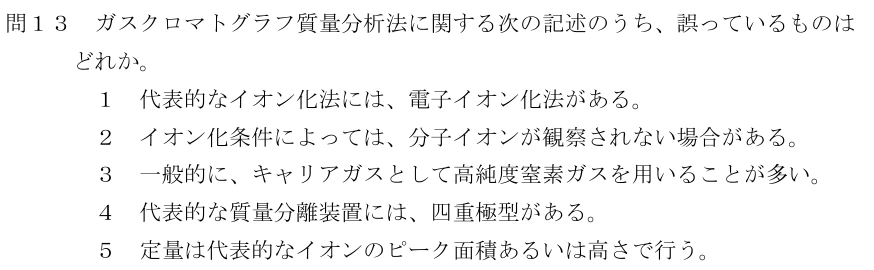 問１３　ガスクロマトグラフ質量分析法に関する次の記述のうち、誤っているものは
どれか。
１　代表的なイオン化法には、電子イオン化法がある。
２　イオン化条件によっては、分子イオンが観察されない場合がある。
３　一般的に、キャリアガスとして高純度窒素ガスを用いることが多い。
４　代表的な質量分離装置には、四重極型がある。
５　定量は代表的なイオンのピーク面積あるいは高さで行う。